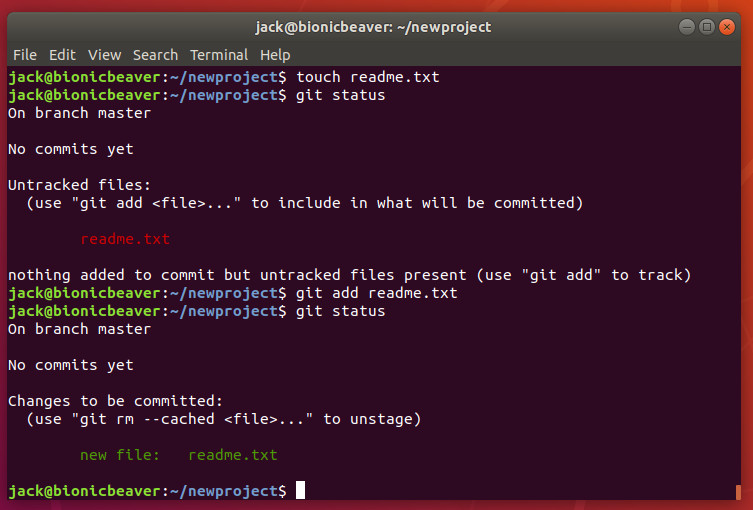 jack@bionicbeaver: ~/newproject
File Edit View Search Terminal Help
jack@bionicbeaver:~/newproject$ touch readme.txt
jack@bionicbeaver:~/newproject$ git status
On branch master
No commits yet
Untracked files:
  (use "git add <file>..." to include in what will be committed)
        readme.txt
nothing added to commit but untracked files present (use "git add" to track)
jack@bionicbeaver:~/newproject$ git add readme.txt
jack@bionicbeaver:~/newproject$ git status
On branch master
No commits yet
Changes to be committed:
  (use "git rm --cached <file>..." to unstage)
        new file:   readme.txt
jack@bionicbeaver:~/newproject$